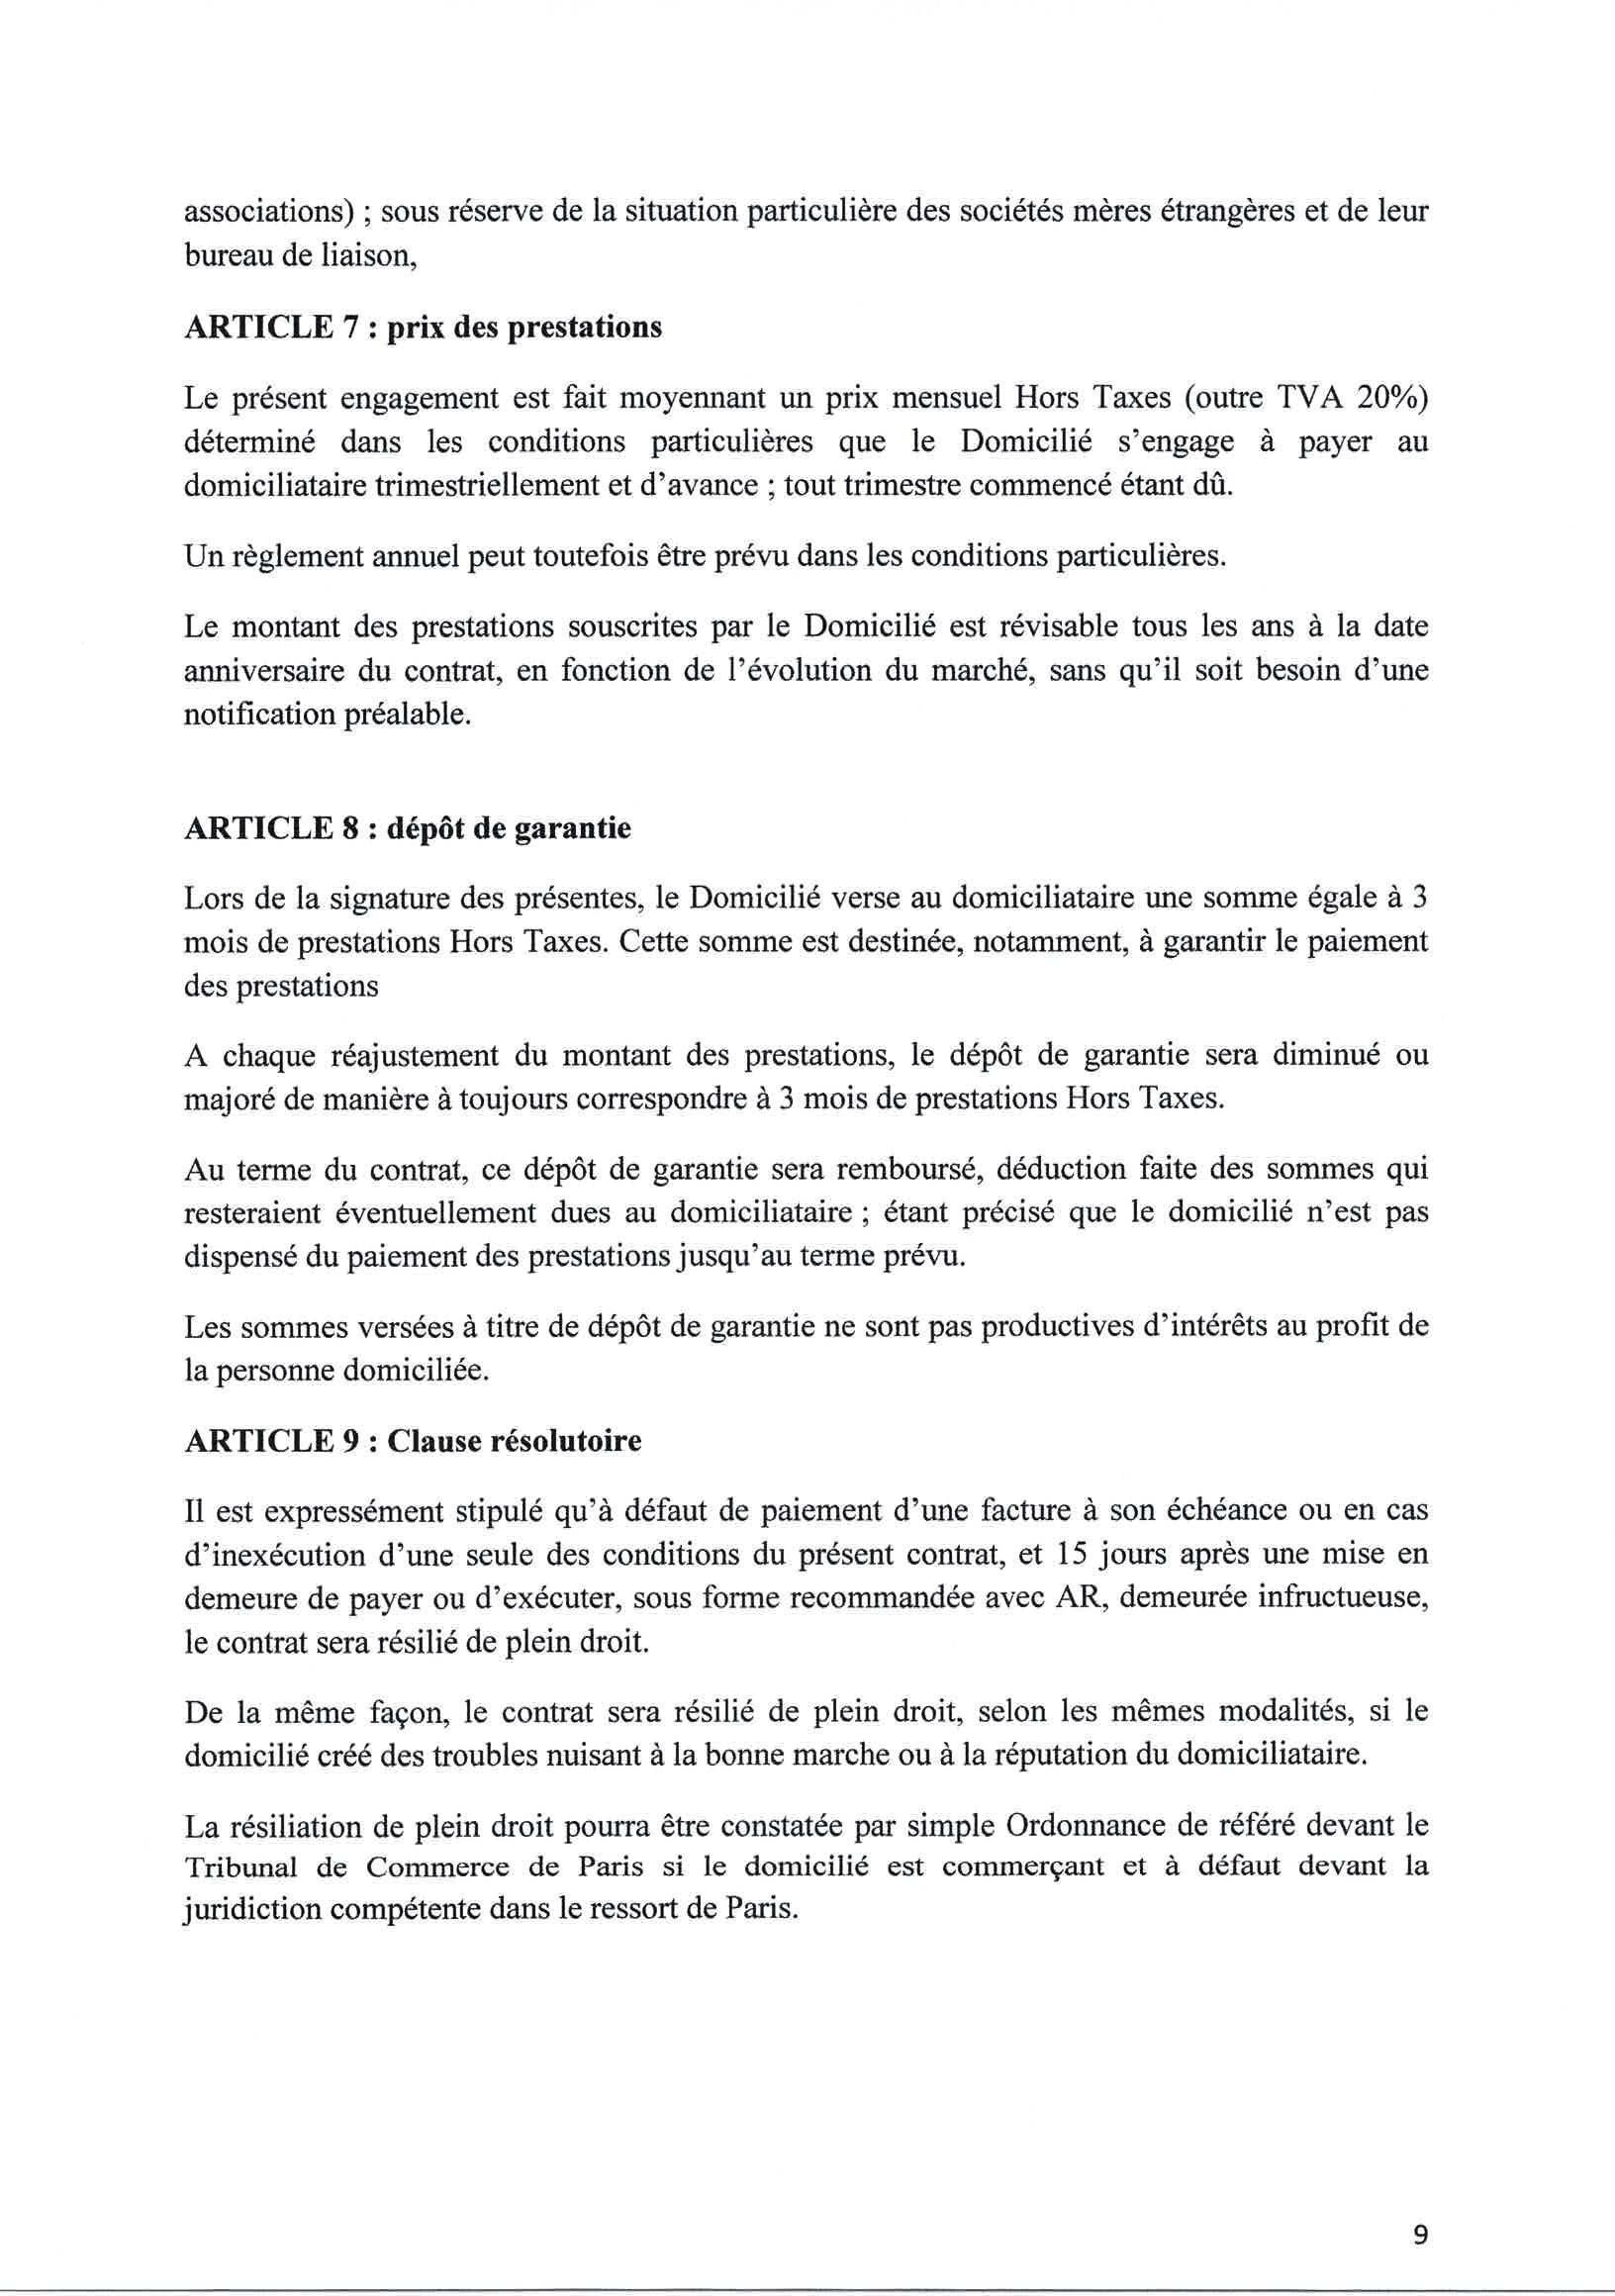 associations) ; sous réserve de la situation particulière des sociétés mères étrangères et de leur
bureau de liaison,
ARTICLE 7 : prix des prestations
Le présent engagement est fait moyennant un prix mensuel Hors Taxes (outre TVA 20%)
déterminé dans les conditions particulières que le Domicilié s’engage à payer au
domiciliataire trimestriellement et d’avance ; tout trimestre commencé étant dû.
Un règlement annuel peut toutefois être prévu dans les conditions particulières.
Le montant des prestations souscrites par le Domicilié est révisable tous les ans à la date
anniversaire du contrat, en fonction de l’évolution du marché, sans qu’il soit besoin d’une
notification préalable.
ARTICLE 8 : dépôt de garantie
Lors de la signature des présentes, le Domicilié verse au domiciliataire une somme égale à 3
mois de prestations Hors Taxes. Cette somme est destinée, notamment, à garantir le paiement
des prestations
A chaque réajustement du montant des prestations, le dépôt de garantie sera diminué ou
majoré de manière à toujours correspondre à 3 mois de prestations Hors Taxes.
Au terme du contrat, ce dépôt de garantie sera remboursé, déduction faite des sommes qui
resteraient éventuellement dues au domiciliataire ; étant précisé que le domicilié n’est pas
dispensé du paiement des prestations jusqu’au terme prévu.
Les sommes versées à titre de dépôt de garantie ne sont pas productives d’intérêts au profit de
la personne domiciliée.
ARTICLE 9 : Clause résolutoire
Il est expressément stipulé qu’à défaut de paiement d’une facture à son échéance ou en cas
d’inexécution d’une seule des conditions du présent contrat, et 15 jours après une mise en
demeure de payer ou d’exécuter, sous forme recommandée avec AR, demeurée infructueuse,
le contrat sera résilié de plein droit.
De la même façon, le contrat sera résilié de plein droit, selon les mêmes modalités, si le
domicilié créé des troubles nuisant à la bonne marche ou à la réputation du domiciliataire.
La résiliation de plein droit pourra être constatée par simple Ordonnance de référé devant le
Tribunal de Commerce de Paris si le domicilié est commerçant et à défaut devant la
juridiction compétente dans le ressort de Paris.
9